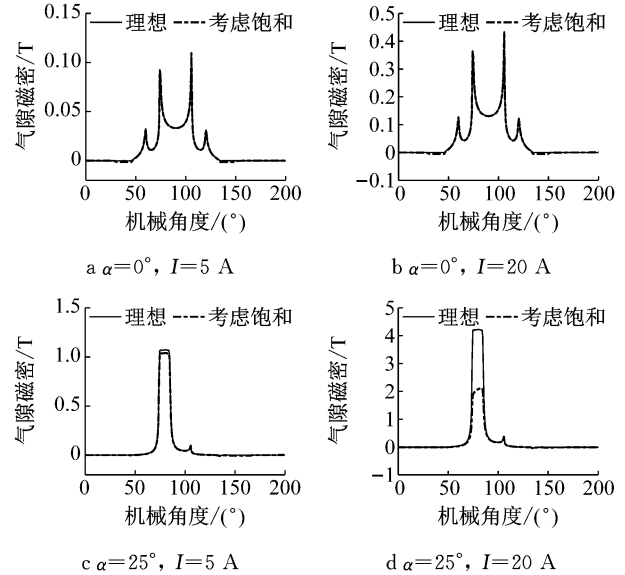 理想 考虑饱和
气隙磁密/T
0.15
0.10
0.05
0
0 50 100 150 200
机械角度/(°)
a α=0°, I=5 A
理想 考虑饱和
气隙磁密/T
0.5
0.4
0.3
0.2
0.1
0
−0.1
0 50 100 150 200
机械角度/(°)
b α=0°, I=20 A
理想 考虑饱和
气隙磁密/T
1.5
1.0
0.5
0
0 50 100 150 200
机械角度/(°)
c α=25°, I=5 A
理想 考虑饱和
气隙磁密/T
5
4
3
2
1
0
−1
0 50 100 150 200
机械角度/(°)
d α=25°, I=20 A